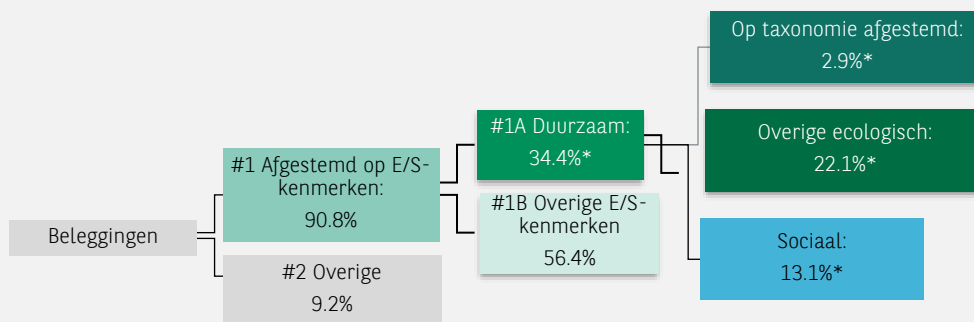 Beleggingen
#1 Afgestemd op E/S-
kenmerken:
90.8%
#2 Overige
9.2%
#1A Duurzaam:
34.4%*
#1B Overige E/S-
kenmerken
56.4%
Op taxonomie afgestemd:
2.9%*
Overige ecologisch:
22.1%*
Sociaal:
13.1%*